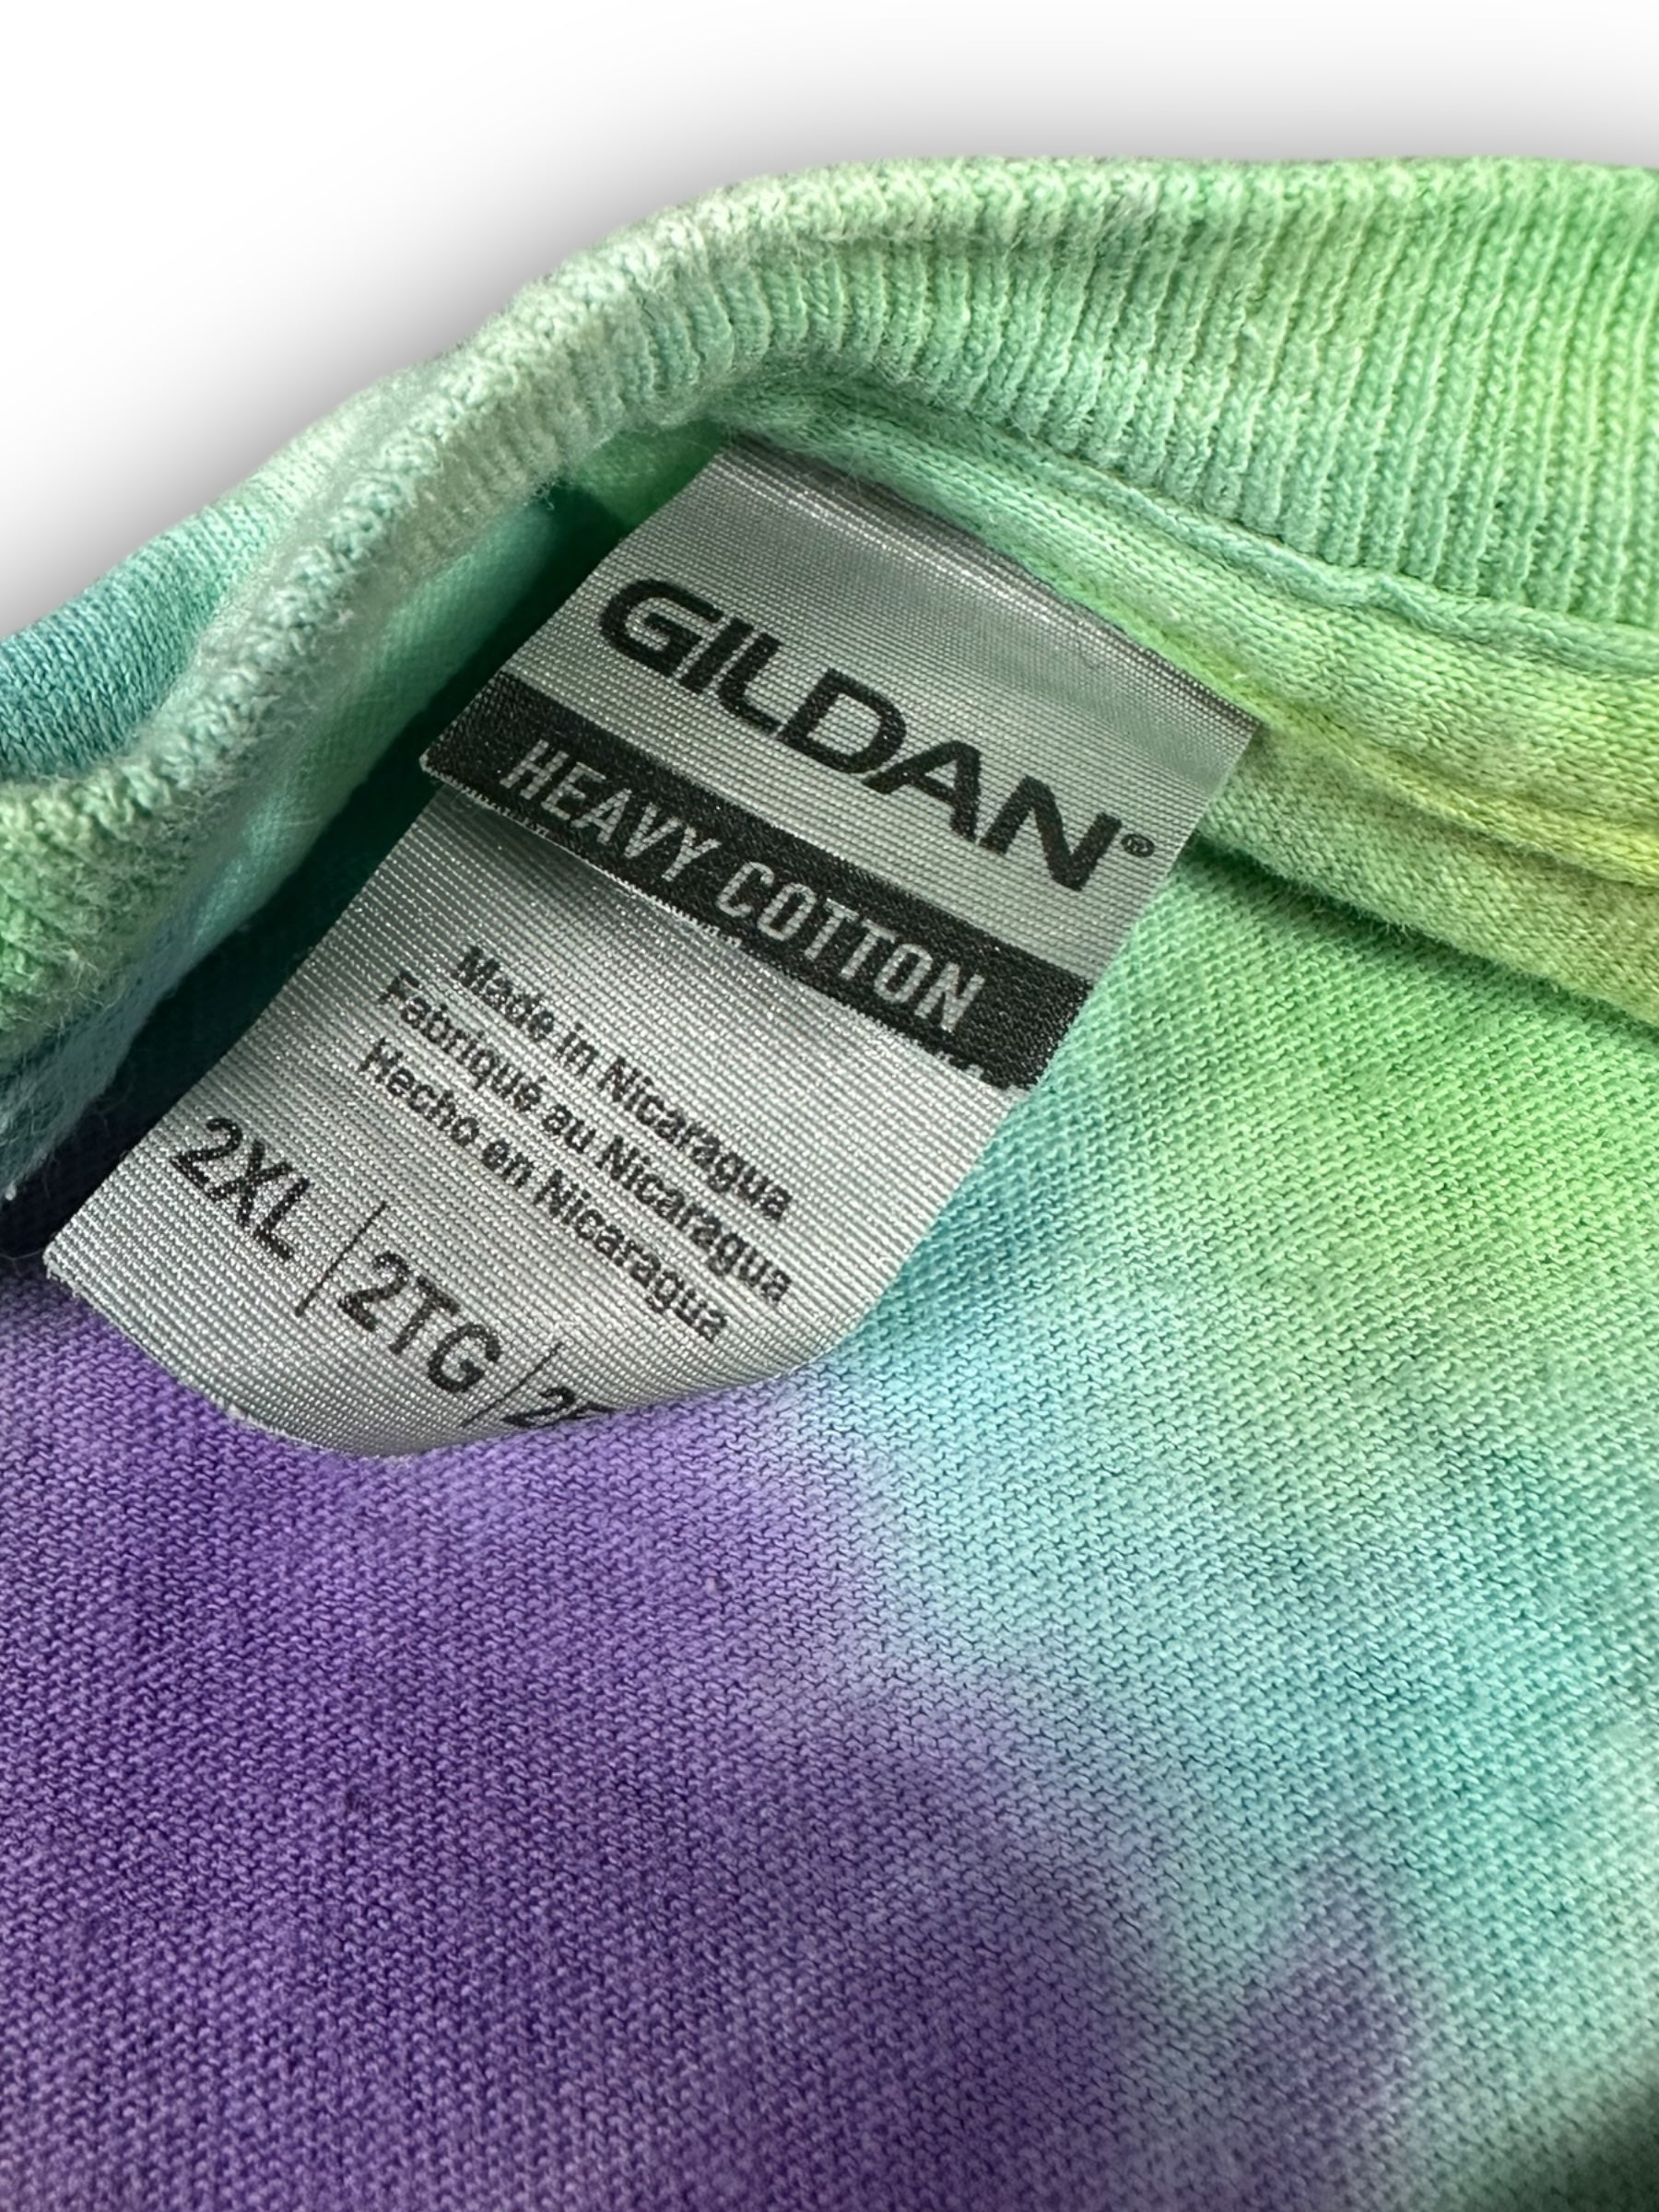 GILDAN®
HEAVY COTTON
Made in Nicaragua
Fabriqué au Nicaragua
Hecho en Nicaragua
2XL|2TG|